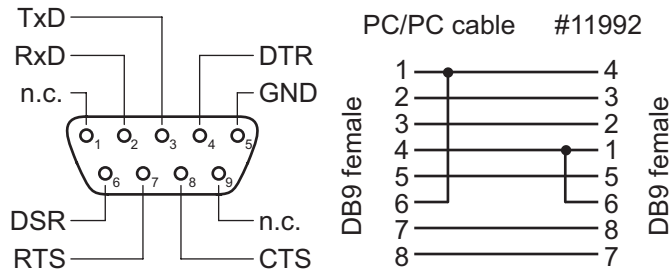 TxD
RxD
n.c.
DTR
GND
1 2 3 4 5
6 7 8 9
DSR
RTS
n.c.
CTS
PC/PC cable #11992
DB9 female
1 4
2 3
3 2
4 1
5 5
6 6
7 8
8 7
DB9 female